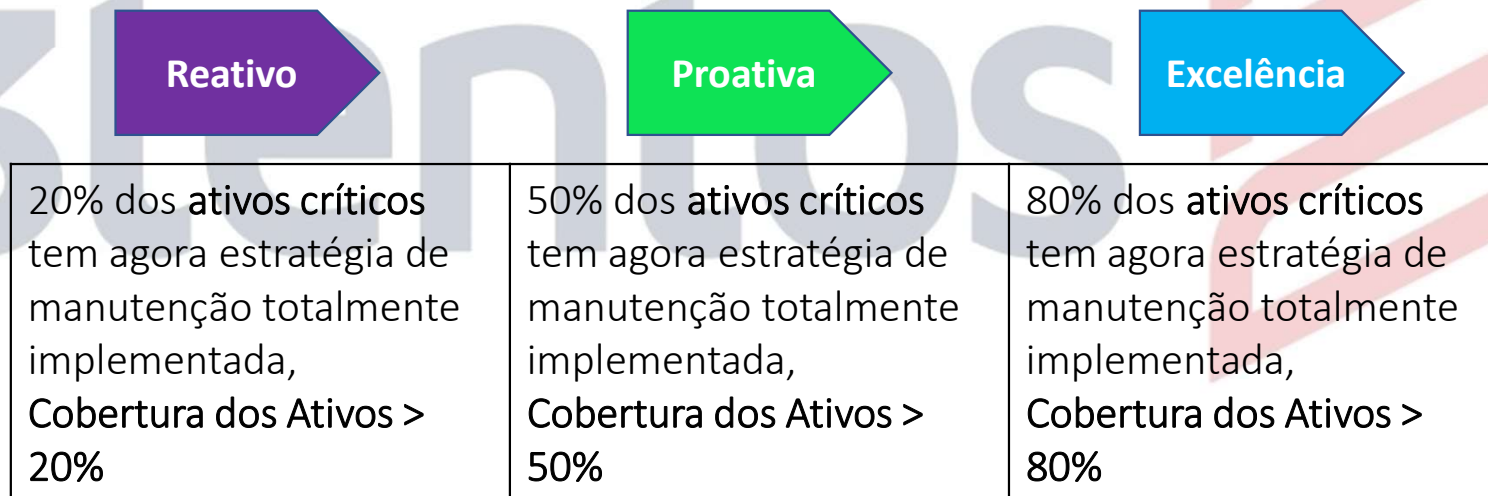 Reativo
Proativa
Excelência
20% dos ativos críticos
tem agora estratégia de
manutenção totalmente
implementada,
Cobertura dos Ativos >
20%
50% dos ativos críticos
tem agora estratégia de
manutenção totalmente
implementada,
Cobertura dos Ativos >
50%
80% dos ativos críticos
tem agora estratégia de
manutenção totalmente
implementada,
Cobertura dos Ativos >
80%